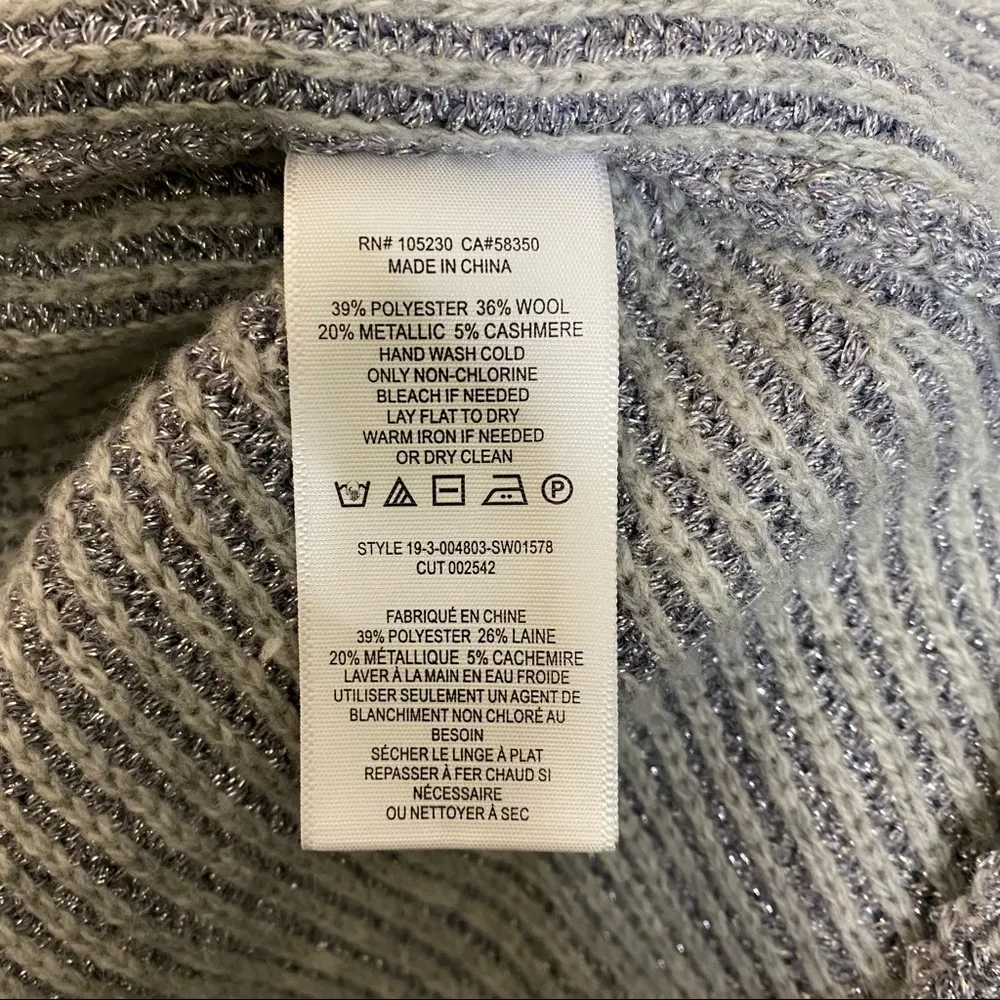 RN# 105230 CA#58350
MADE IN CHINA
39% POLYESTER 36% WOOL
20% METALLIC 5% CASHMERE
HAND WASH COLD
ONLY NON-CHLORINE
BLEACH IF NEEDED
LAY FLAT TO DRY
WARM IRON IF NEEDED
OR DRY CLEAN
P
STYLE 19-3-004803-SW01578
CUT 002542
FABRIQUÉ EN CHINE
39% POLYESTER 26% LAINE
20% MÉTALLIQUE 5% CACHEMIRE
LAVER À LA MAIN EN EAU FROIDE
UTILISER SEULEMENT UN AGENT DE
BLANCHIMENT NON CHLORÉ AU
BESOIN
SÉCHER LE LINGE À PLAT
REPASSER À FER CHAUD SI
NÉCESSAIRE
OU NETTOYER À SEC